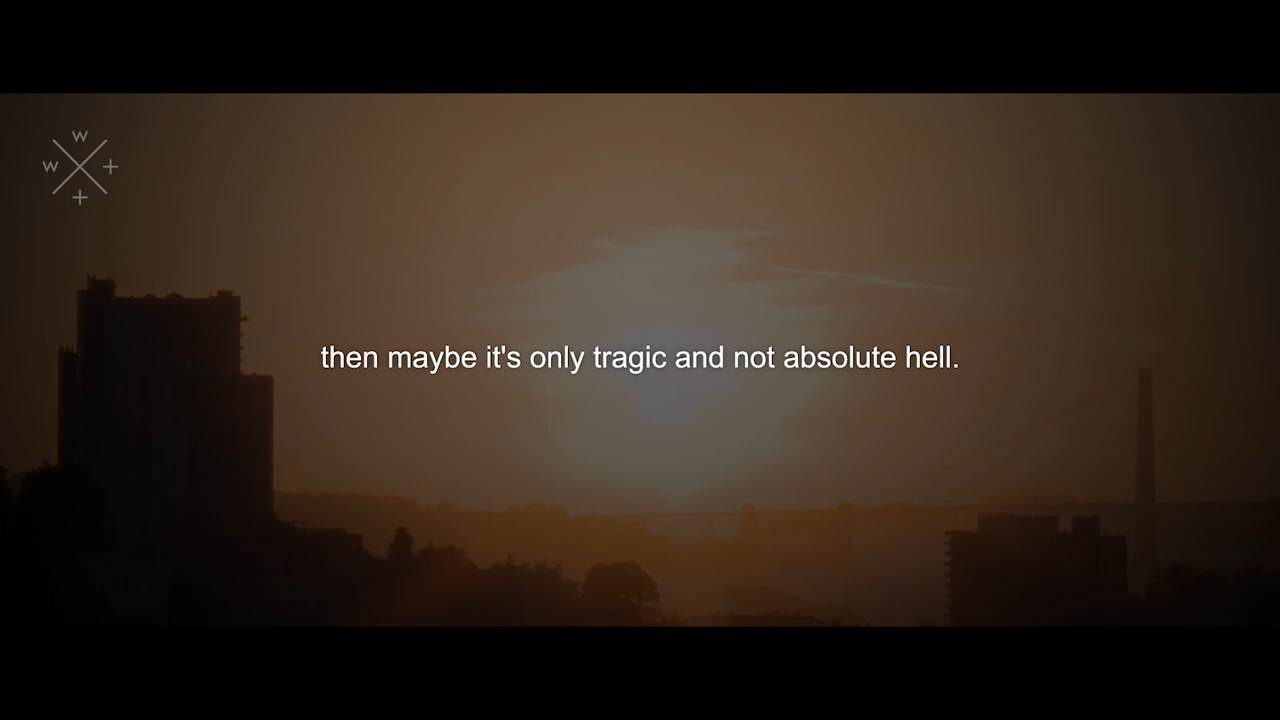 W
W + 
+
then maybe it's only tragic and not absolute hell.